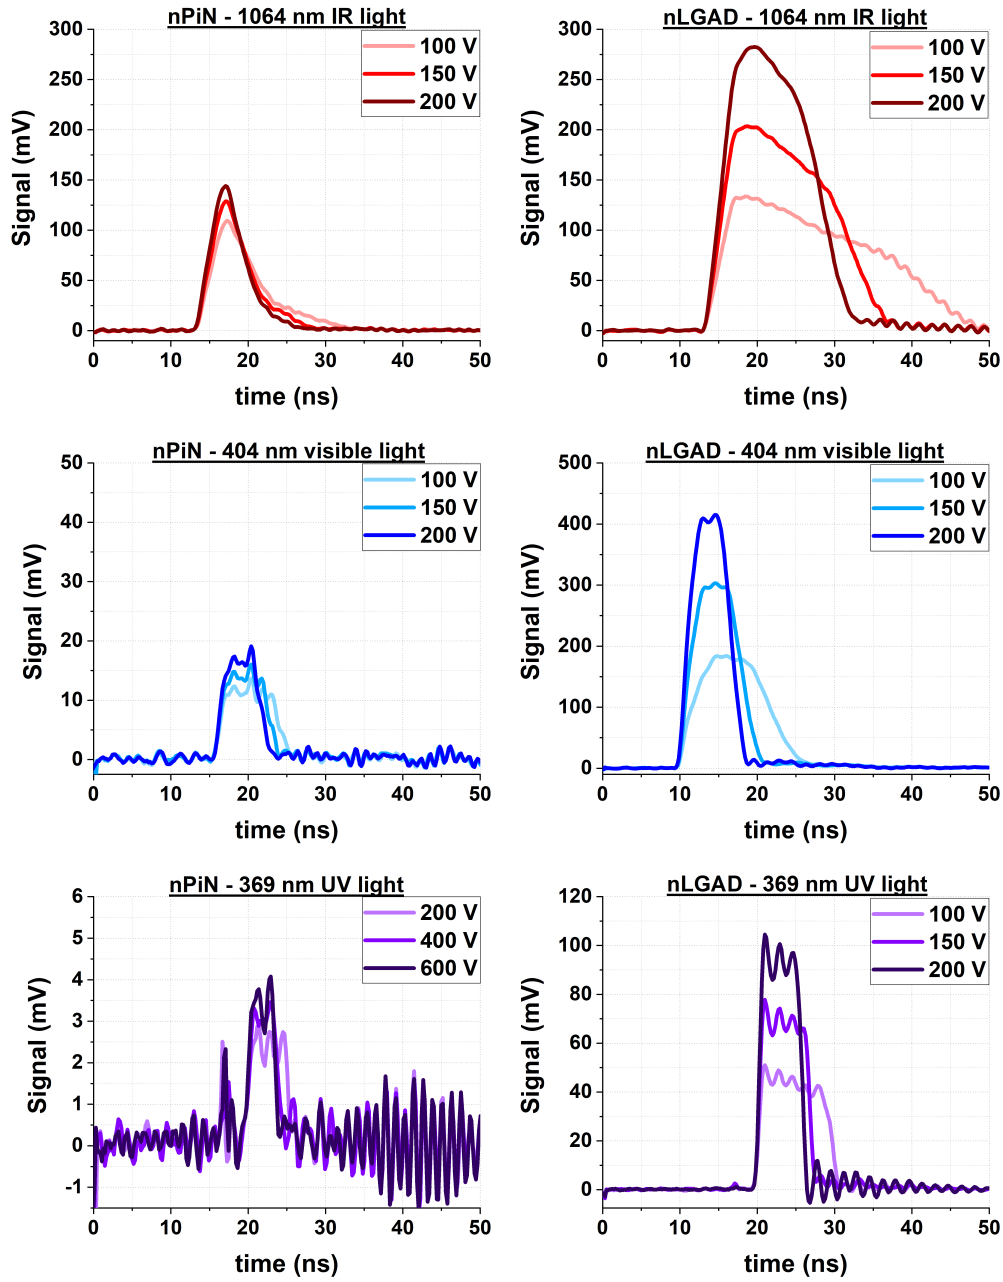 nPiN - 1064 nm IR light
300
250
200
150
100
50
0
Signal (mV)
100 V
150 V
200 V
0 10 20 30 40 50
time (ns)
nLGAD - 1064 nm IR light
300
250
200
150
100
50
0
Signal (mV)
100 V
150 V
200 V
0 10 20 30 40 50
time (ns)
nPiN - 404 nm visible light
50
40
30
20
10
0
Signal (mV)
100 V
150 V
200 V
0 10 20 30 40 50
time (ns)
nLGAD - 404 nm visible light
500
400
300
200
100
0
Signal (mV)
100 V
150 V
200 V
0 10 20 30 40 50
time (ns)
nPiN - 369 nm UV light
6
5
4
3
2
1
0
-1
Signal (mV)
200 V
400 V
600 V
0 10 20 30 40 50
time (ns)
nLGAD - 369 nm UV light
120
100
80
60
40
20
0
Signal (mV)
100 V
150 V
200 V
0 10 20 30 40 50
time (ns)